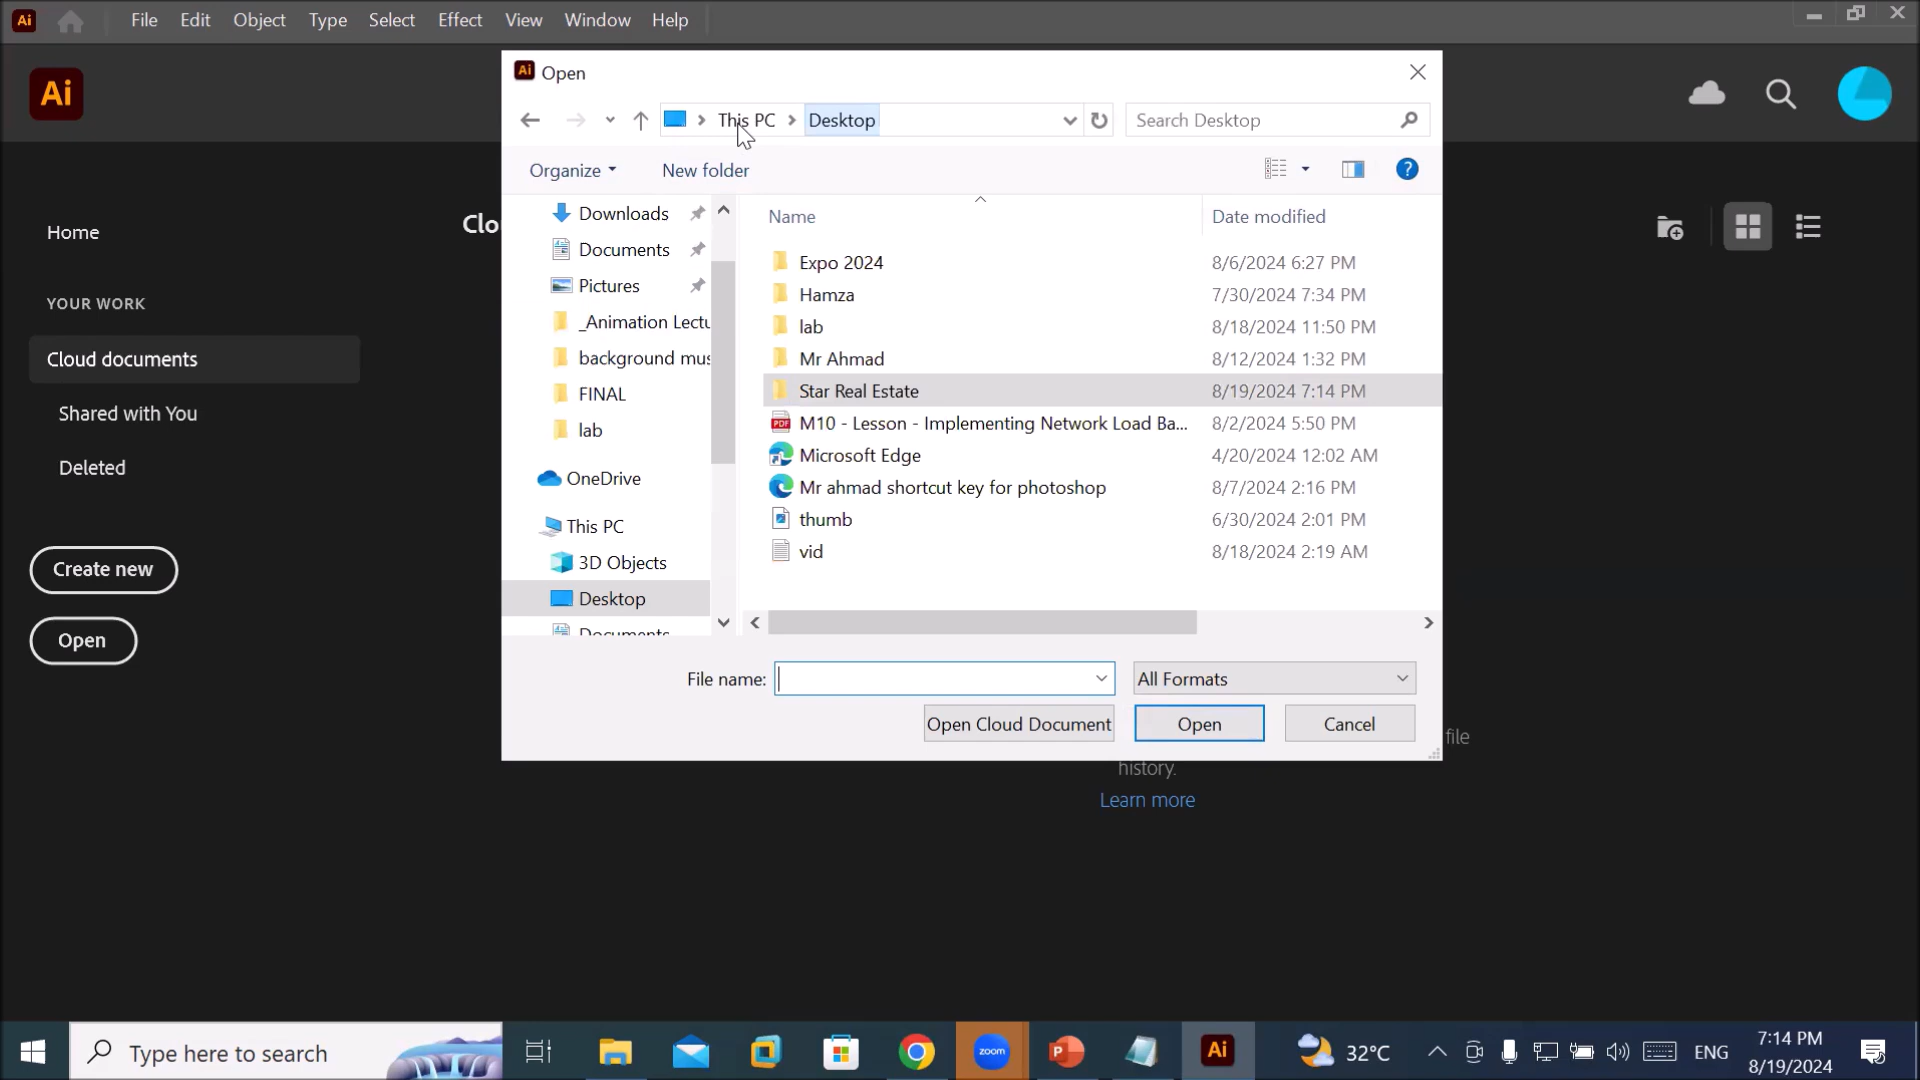 Ai File Edit Object Type Select Effect View Window Help
Ai
Ai Open
This PC Desktop
Search Desktop
Organize New folder
Home
YOUR WORK
Cloud documents
Shared with You
Deleted
Create new
Open
Clo
Downloads
Documents
Pictures
_Animation Lectu
background mus
FINAL
lab
OneDrive
This PC
3D Objects
Desktop
Documents
Name Date modified
Expo 2024 8/6/2024 6:27 PM
Hamza 7/30/2024 7:34 PM
lab 8/18/2024 11:50 PM
Mr Ahmad 8/12/2024 1:32 PM
Star Real Estate 8/19/2024 7:14 PM
M10 - Lesson - Implementing Network Load Ba... 8/2/2024 5:50 PM
Microsoft Edge 4/20/2024 12:02 AM
Mr ahmad shortcut key for photoshop 8/7/2024 2:16 PM
thumb 6/30/2024 2:01 PM
vid 8/18/2024 2:19 AM
File name: All Formats
Open Cloud Document Open Cancel
file
history.
Learn more
Type here to search
zoom
Ai
32°C
ENG
7:14 PM
8/19/2024